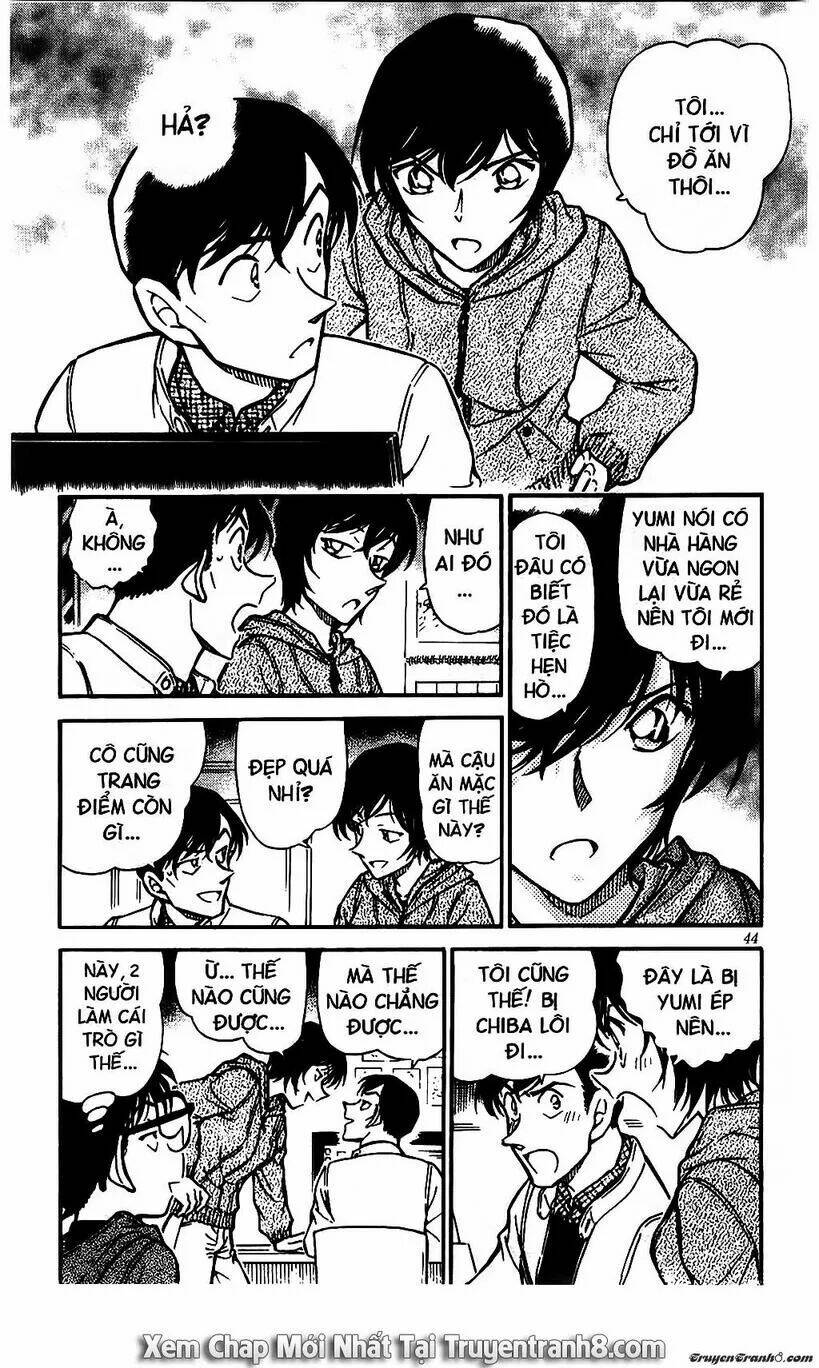 TÔI...
CHỈ TỚI VÌ
ĐỒ ĂN
THÔI...
HẢ?
YUMI NÓI CÓ
NHÀ HÀNG
VỪA NGON
LẠI VỪA RẺ
NÊN TÔI MỚI
ĐI...
TÔI
ĐÂU CÓ
BIẾT
ĐÓ LÀ
TIỆC
HẸN
HÒ...
NHƯ
AI ĐÓ
...
À,
KHÔNG
...
MÀ CẬU
ĂN MẶC
GÌ THẾ
NÀY?
ĐẸP QUÁ
NHỈ?
CÔ CŨNG
TRANG
ĐIỂM CÒN
GÌ...
44
ĐÂY LÀ BỊ
YUMI ÉP
NÊN...
TÔI CŨNG
THẾ! BỊ
CHIBA LÔI
ĐI...
MÀ THẾ
NÀO CHẲNG
ĐƯỢC...
Ừ... THẾ
NÀO CŨNG
ĐƯỢC...
NÀY, 2
NGƯỜI
LÀM CÁI
TRÒ GÌ
THẾ...
Xem Chap Mới Nhất Tại Truyentranh8.com
TruyenTranh8.com